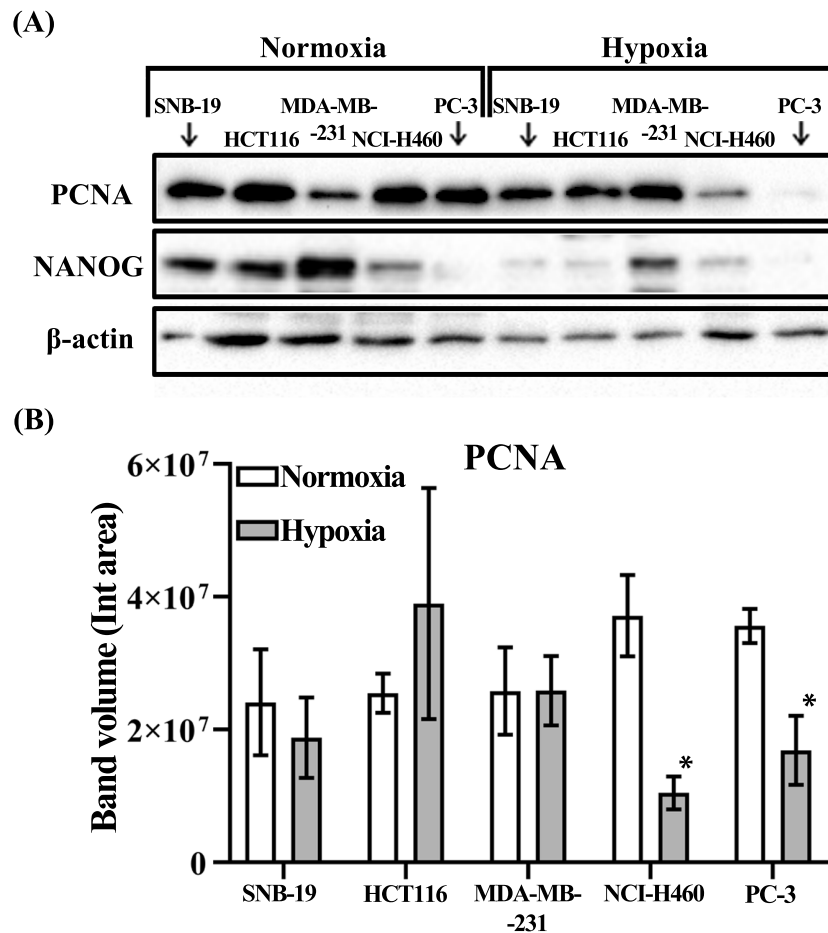 (A)
Normoxia Hypoxia
SNB-19 MDA-MB- PC-3 SNB-19 MDA-MB- PC-3
HCT116 -231 NCI-H460 HCT116 -231 NCI-H460
PCNA
NANOG
β-actin
(B)
PCNA
Normoxia
Hypoxia
Band volume (Int area)
6×10⁷
4×10⁷
2×10⁷
0
*
*
SNB-19 HCT116 MDA-MB- NCI-H460 PC-3
-231